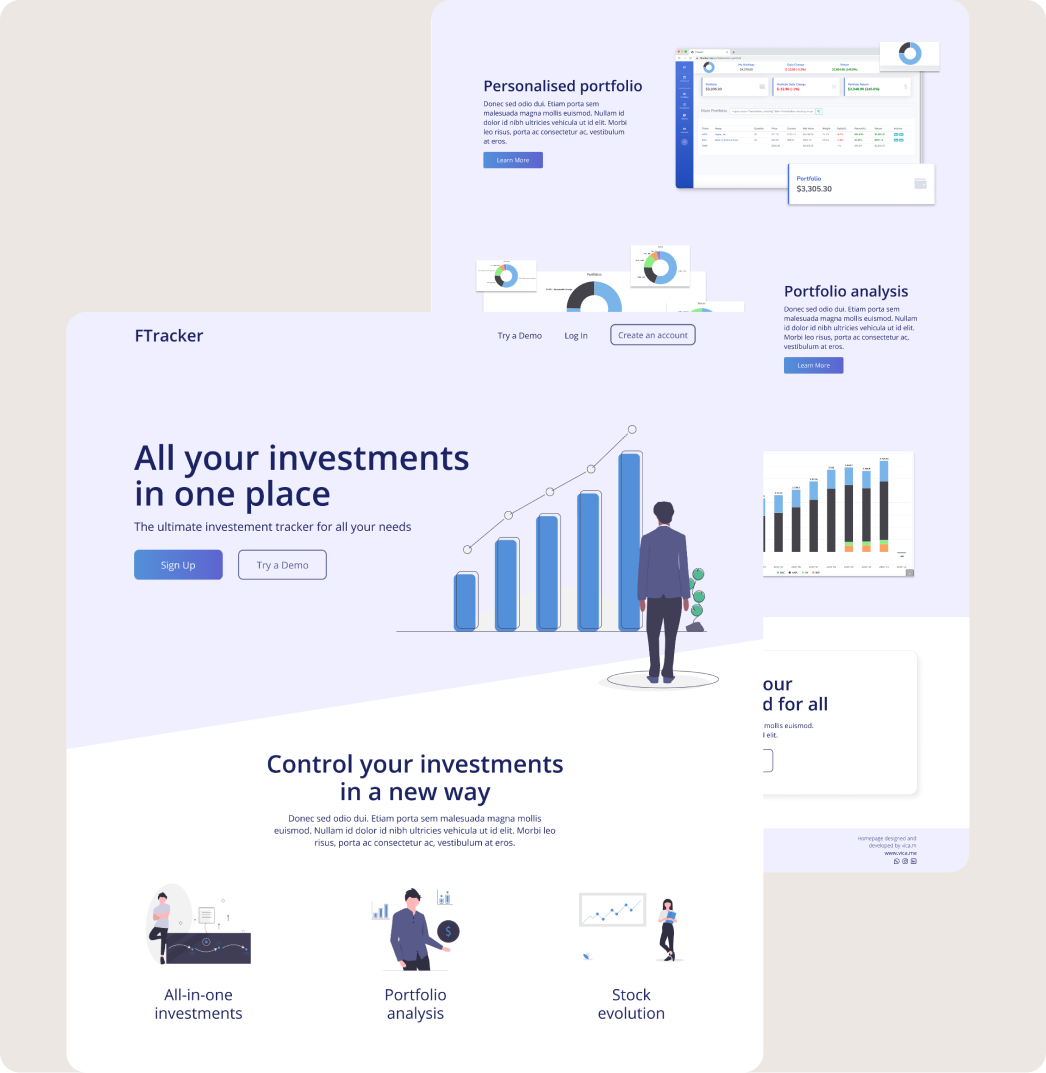 Personalised portfolio
Donec sed odio dui. Etiam porta sem
malesuada magna mollis euismod. Nullam id
dolor id nibh ultricies vehicula ut id elit. Morbi
leo risus, porta ac consectetur ac, vestibulum
at eros.
Learn More
Portfolio
$3,305.30
Portfolio analysis
Donec sed odio dui. Etiam porta sem
malesuada magna mollis euismod. Nullam
id dolor id nibh ultricies vehicula ut id elit.
Morbi leo risus, porta ac consectetur ac,
vestibulum at eros.
Learn More
FTracker
Try a Demo
Log In
Create an account
All your investments
in one place
The ultimate investement tracker for all your needs
Sign Up
Try a Demo
our
d for all
mollis euismod.
d elit.
Control your investments
in a new way
Donec sed odio dui. Etiam porta sem malesuada magna mollis
euismod. Nullam id dolor id nibh ultricies vehicula ut id elit. Morbi leo
risus, porta ac consectetur ac, vestibulum at eros.
Homepage designed and
developed by vica.m
www.vica.me
$
All-in-one
investments
Portfolio
analysis
Stock
evolution